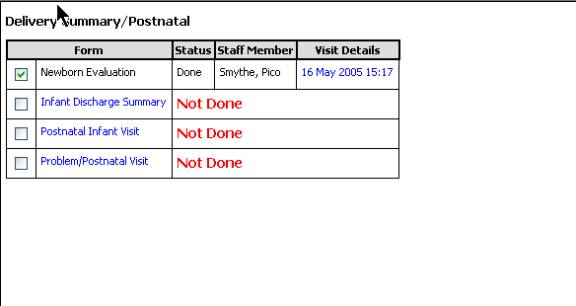 Delivery Summary/Postnatal
Form Status Staff Member Visit Details
Newborn Evaluation Done Smythe, Pico 16 May 2005 15:17
Infant Discharge Summary Not Done
Postnatal Infant Visit Not Done
Problem/Postnatal Visit Not Done